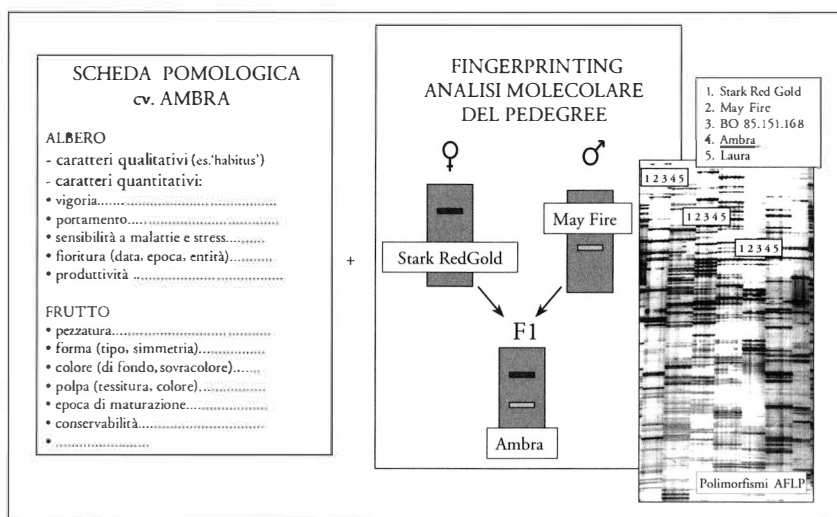 SCHEDA POMOLOGICA
cv. AMBRA
ALBERO
- caratteri qualitativi (es.'habitus')
- caratteri quantitativi:
• vigoria
• portamento
• sensibilità a malattie e stress
• fioritura (data, epoca, entità)
• produttività
FRUTTO
• pezzatura
• forma (tipo, simmetria)
• colore (di fondo, sovracolore)
• polpa (tessitura, colore)
• epoca di maturazione
• conservabilità
•
+
FINGERPRINTING
ANALISI MOLECOLARE
DEL PEDEGREE
♀ ♂
May Fire
Stark RedGold
F1
Ambra
1. Stark Red Gold
2. May Fire
3. BO 85.151.168
4. Ambra
5. Laura
1 2 3 4 5
1 2 3 4 5
1 2 3 4 5
Polimorfismi AFLP